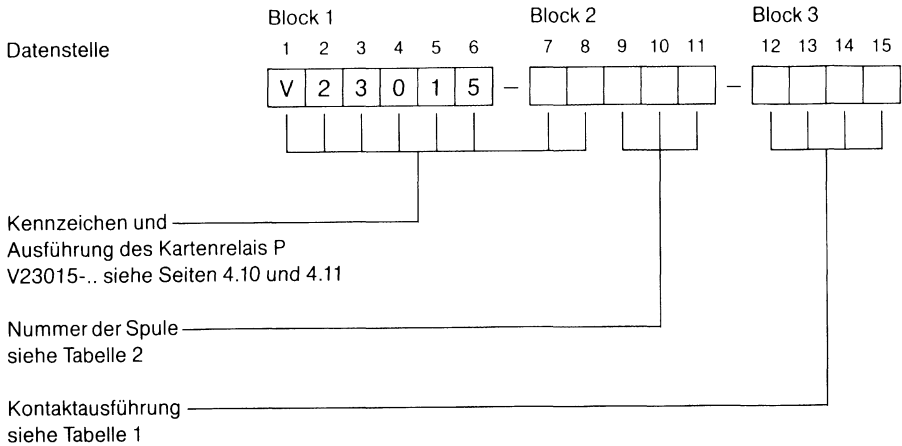 Block 1 Block 2 Block 3
Datenstelle 1 2 3 4 5 6 7 8 9 10 11 12 13 14 15
V 2 3 0 1 5 – –
Kennzeichen und
Ausführung des Kartenrelais P
V23015-.. siehe Seiten 4.10 und 4.11
Nummer der Spule
siehe Tabelle 2
Kontaktausführung
siehe Tabelle 1